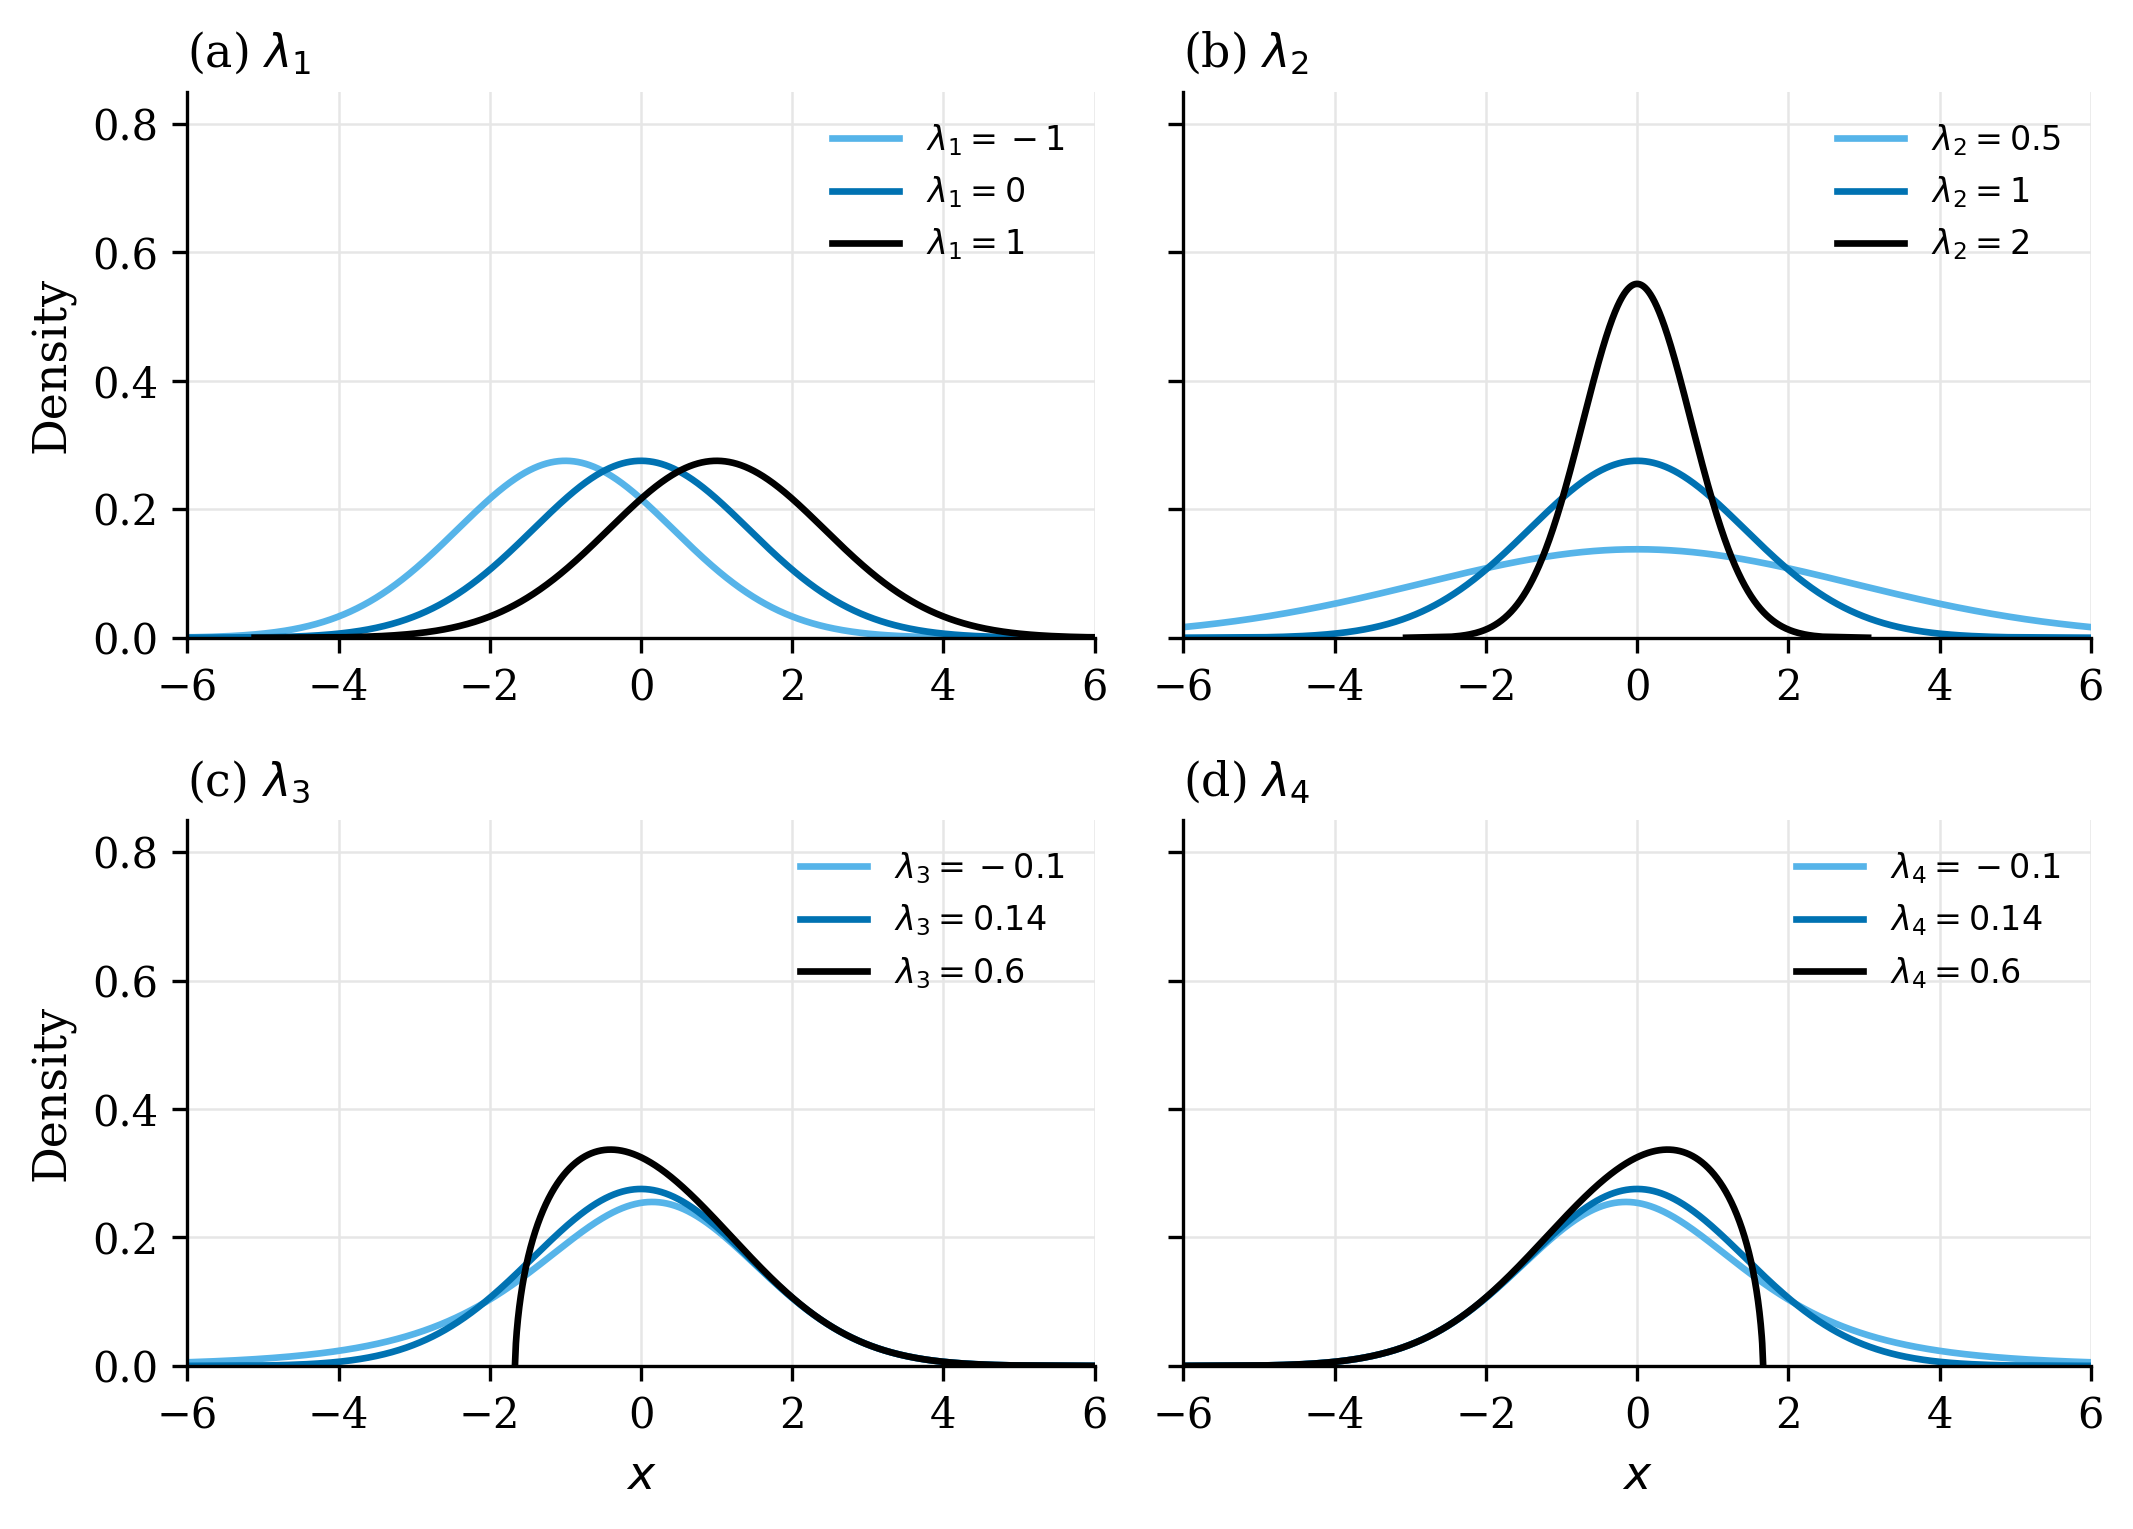 (a) λ₁
λ₁ = −1
λ₁ = 0
λ₁ = 1
Density
0.8
0.6
0.4
0.2
0.0
−6 −4 −2 0 2 4 6
(b) λ₂
λ₂ = 0.5
λ₂ = 1
λ₂ = 2
−6 −4 −2 0 2 4 6
(c) λ₃
λ₃ = −0.1
λ₃ = 0.14
λ₃ = 0.6
Density
0.8
0.6
0.4
0.2
0.0
−6 −4 −2 0 2 4 6
x
(d) λ₄
λ₄ = −0.1
λ₄ = 0.14
λ₄ = 0.6
−6 −4 −2 0 2 4 6
x